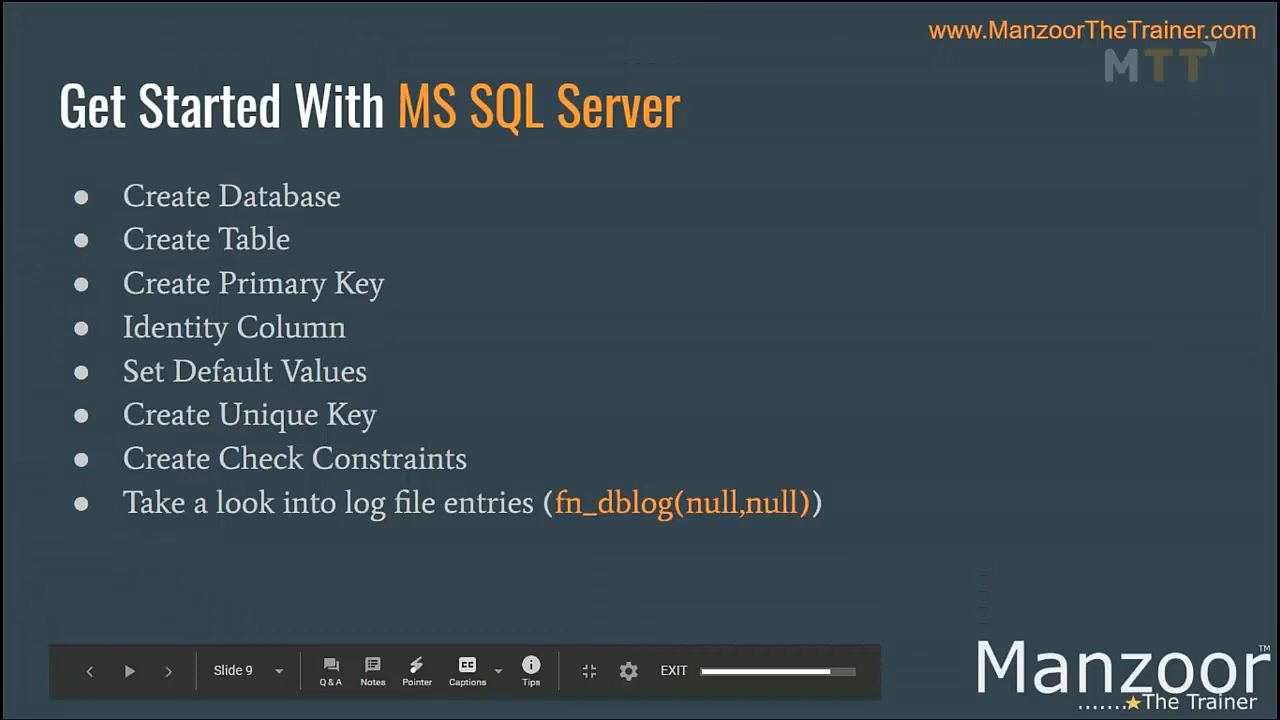 www.ManzoorTheTrainer.com
MTT
Get Started With MS SQL Server
● Create Database
● Create Table
● Create Primary Key
● Identity Column
● Set Default Values
● Create Unique Key
● Create Check Constraints
● Take a look into log file entries (fn_dblog(null,null))
Slide 9
Q & A
Notes
Pointer
CC
Captions
Tips
EXIT
Manzoor™
.......★The Trainer